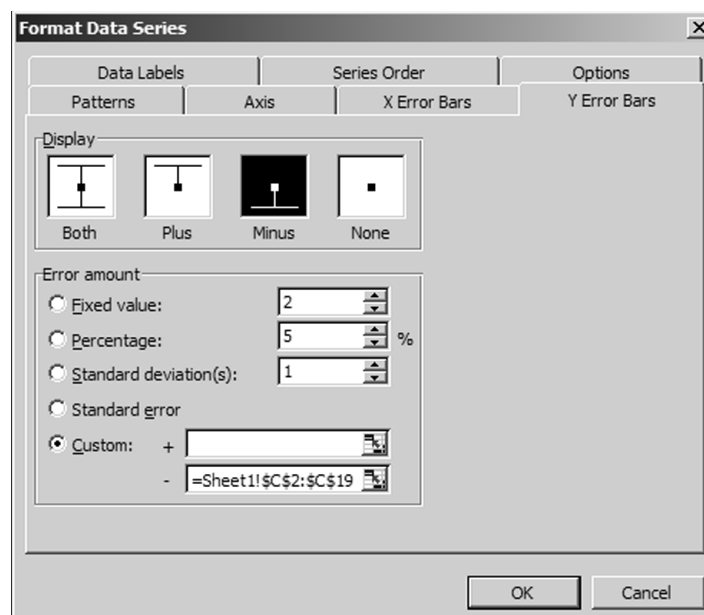 Format Data Series
Data Labels Series Order Options
Patterns Axis X Error Bars Y Error Bars
Display
Both Plus Minus None
Error amount
Fixed value: 2
Percentage: 5 %
Standard deviation(s): 1
Standard error
Custom: +
- =Sheet1!$C$2:$C$19
OK Cancel